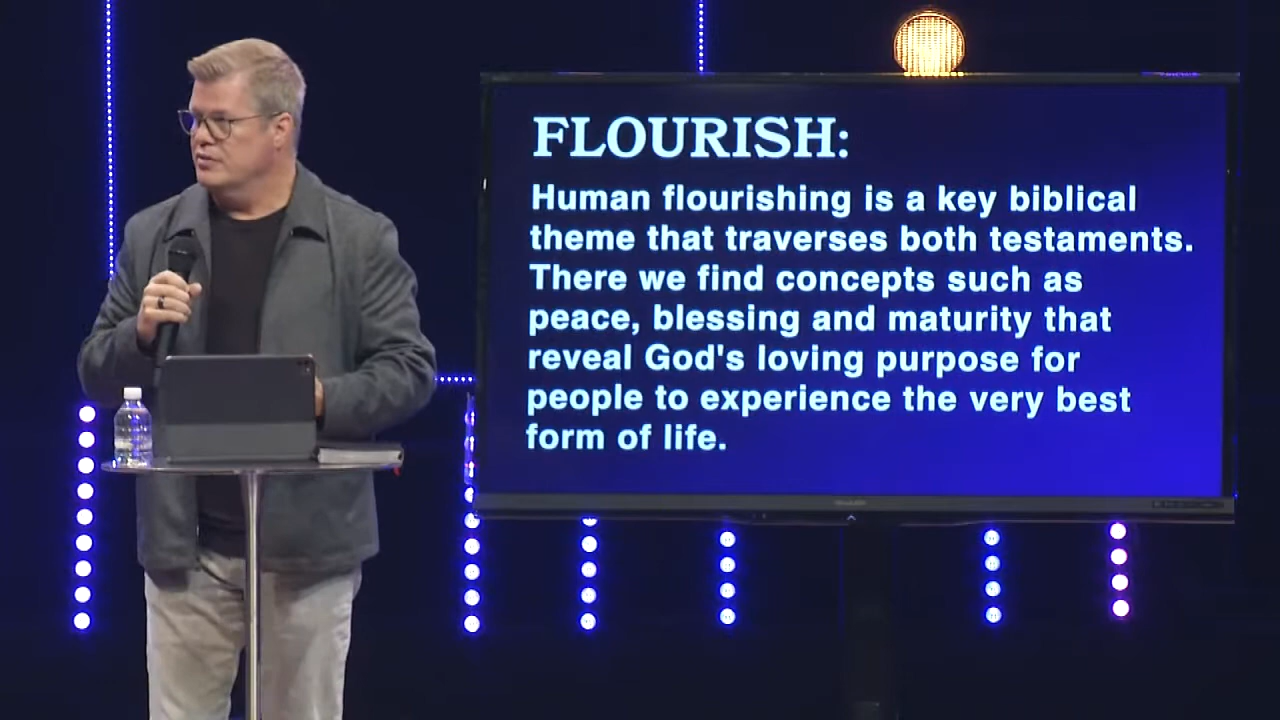 FLOURISH:
Human flourishing is a key biblical
theme that traverses both testaments.
There we find concepts such as
peace, blessing and maturity that
reveal God's loving purpose for
people to experience the very best
form of life.